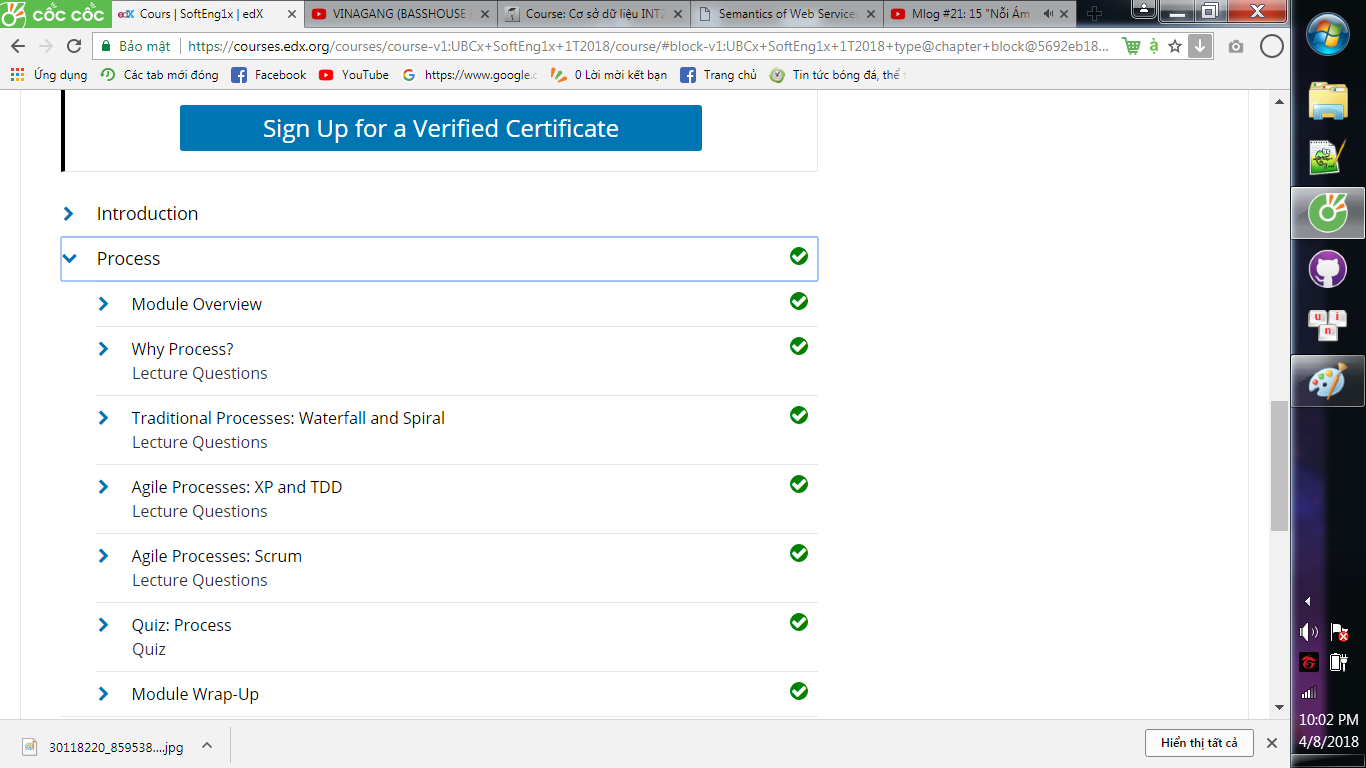 cốc cốc
edX Cours | SoftEng1x | edX
VINAGANG (BASSHOUSE
Course: Cơ sở dữ liệu INT2
Semantics of Web Services
Mlog #21: 15 "Nỗi Ám
Bảo mật
https://courses.edx.org/courses/course-v1:UBCx+SoftEng1x+1T2018/course/#block-v1:UBCx+SoftEng1x+1T2018+type@chapter+block@5692eb18...
à
Ứng dụng
Các tab mới đóng
Facebook
YouTube
https://www.google.c
0 Lời mời kết bạn
Trang chủ
Tin tức bóng đá, thể t
Sign Up for a Verified Certificate
Introduction
Process
Module Overview
Why Process?
Lecture Questions
Traditional Processes: Waterfall and Spiral
Lecture Questions
Agile Processes: XP and TDD
Lecture Questions
Agile Processes: Scrum
Lecture Questions
Quiz: Process
Quiz
Module Wrap-Up
30118220_859538....jpg
Hiển thị tất cả
u i
n
10:02 PM
4/8/2018